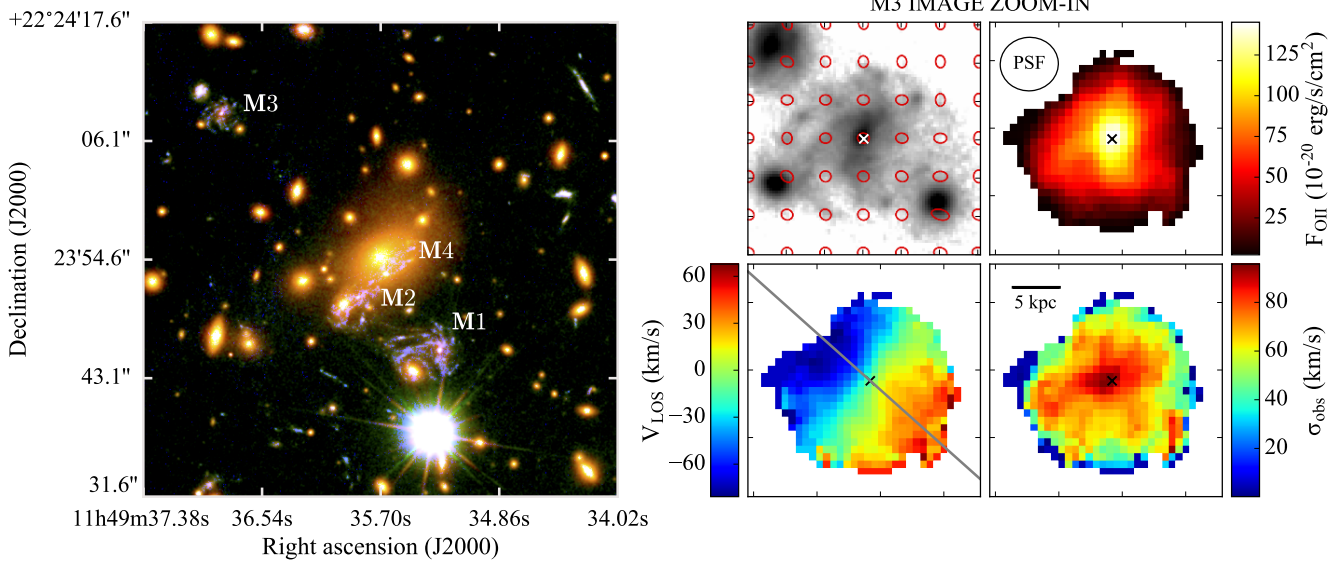 M3 IMAGE ZOOM-IN
+22°24'17.6"
06.1"
23'54.6"
43.1"
31.6"
Declination (J2000)
11h49m37.38s 36.54s 35.70s 34.86s 34.02s
Right ascension (J2000)
M3
M4
M2
M1
PSF
125
100
75
50
25
F_OII (10^-20 erg/s/cm^2)
60
30
0
−30
−60
V_LOS (km/s)
5 kpc
80
60
40
20
σ_obs (km/s)